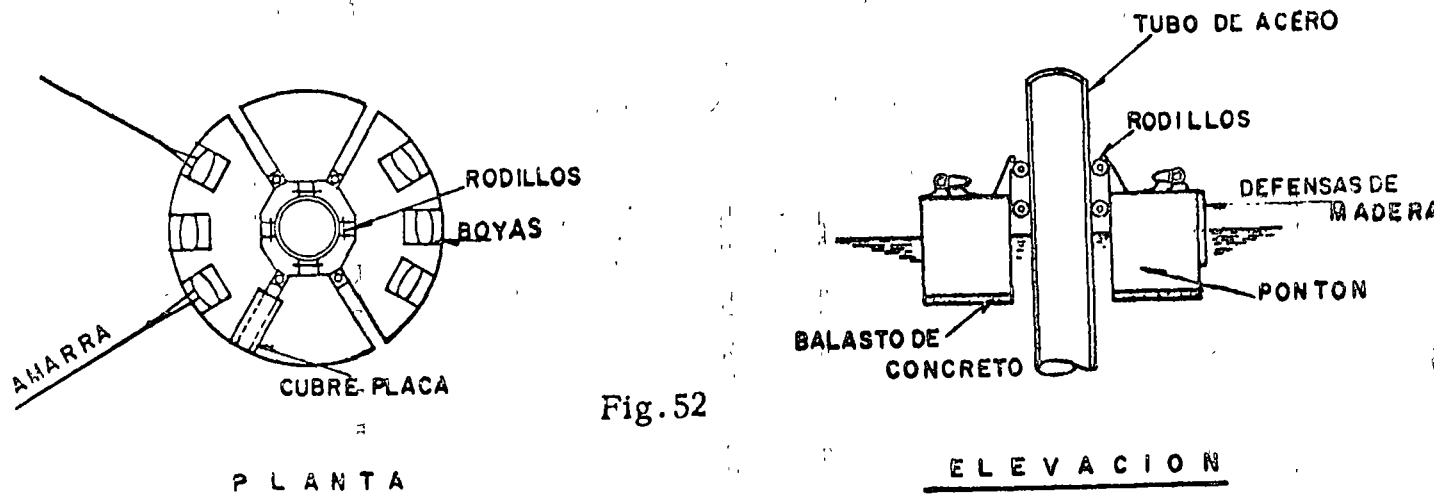 RODILLOS
BOYAS
AMARRA
CUBRE-PLACA
Fig. 52
PLANTA
TUBO DE ACERO
RODILLOS
DEFENSAS DE
MADERA
PONTON
BALASTO DE
CONCRETO
ELEVACION